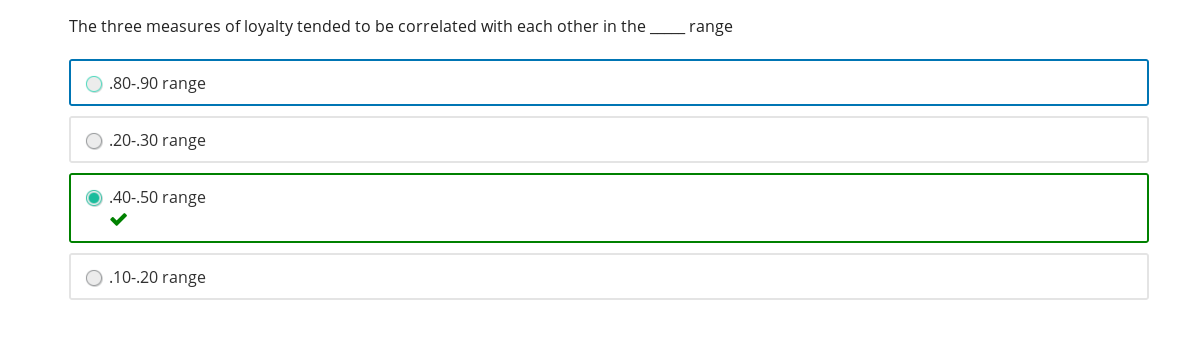 The three measures of loyalty tended to be correlated with each other in the _____ range
.80-.90 range
.20-.30 range
.40-.50 range
.10-.20 range